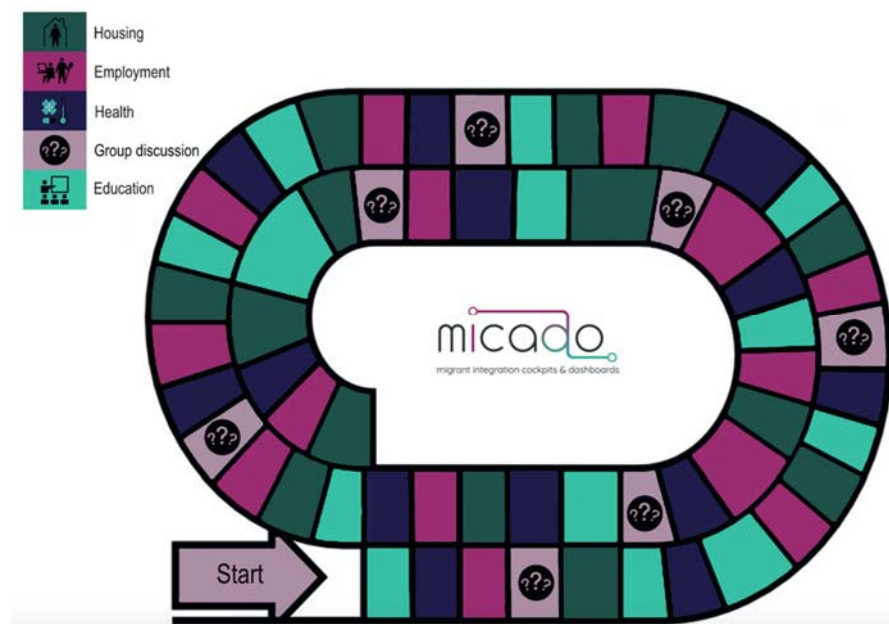 Housing
Employment
Health
??? Group discussion
Education
???
???
???
???
micado
migrant integration cockpits & dashboards
???
???
Start
???